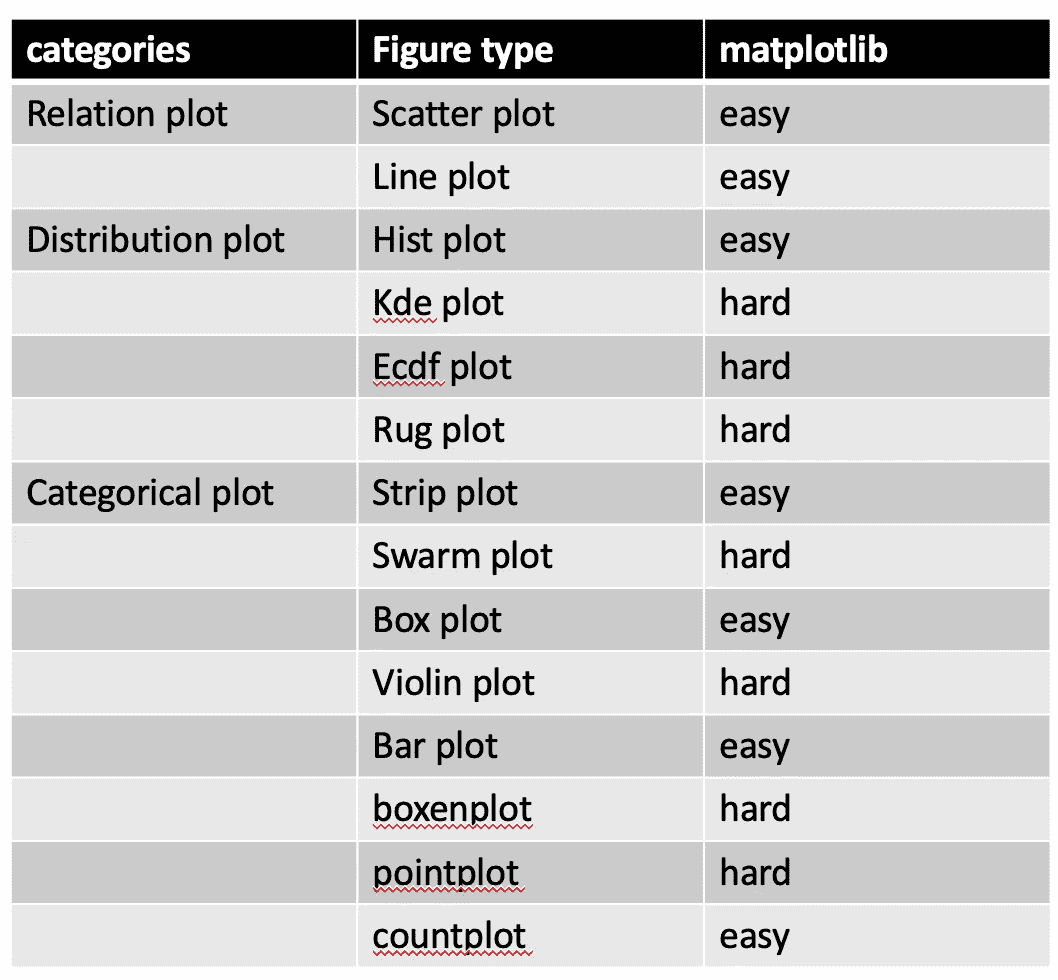 categories Figure type matplotlib
Relation plot Scatter plot easy
Line plot easy
Distribution plot Hist plot easy
Kde plot hard
Ecdf plot hard
Rug plot hard
Categorical plot Strip plot easy
Swarm plot hard
Box plot easy
Violin plot hard
Bar plot easy
boxenplot hard
pointplot hard
countplot easy